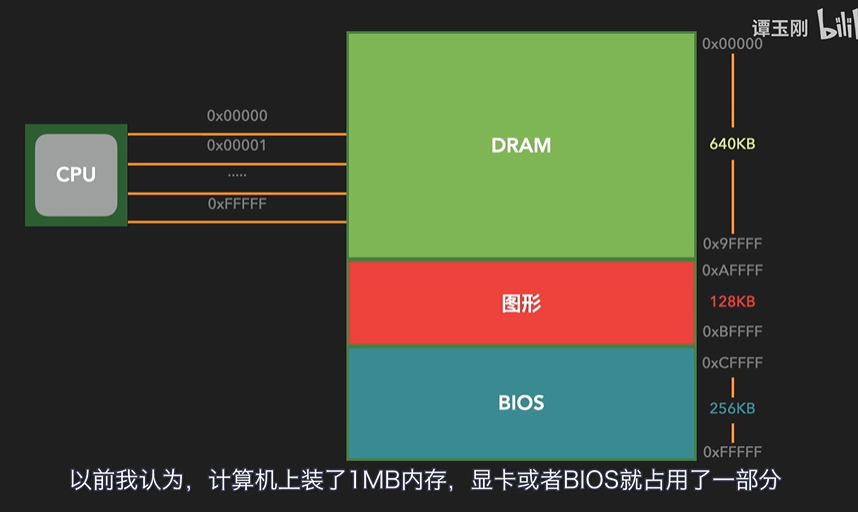 谭玉刚 bilibili
0x00000
0x00000
0x00001
CPU
.....
0xFFFFF
DRAM
640KB
0x9FFFF
0xAFFFF
图形
128KB
0xBFFFF
0xCFFFF
BIOS
256KB
0xFFFFF
以前我认为，计算机上装了1MB内存，显卡或者BIOS就占用了一部分